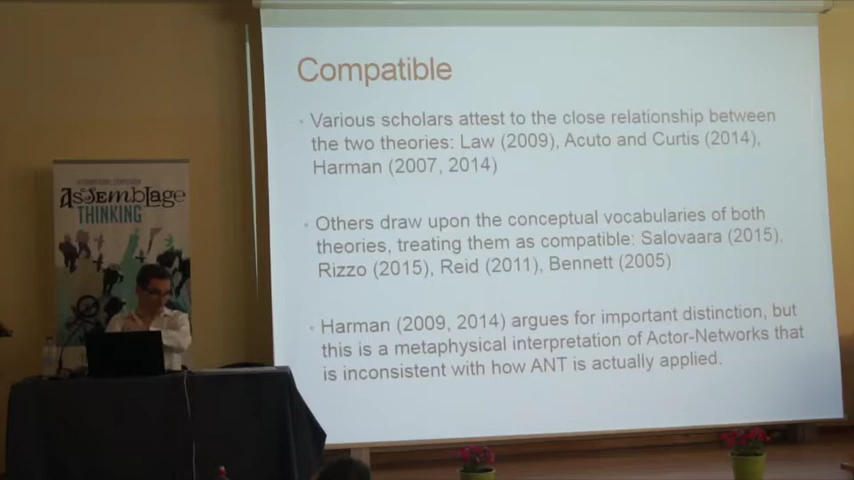 Compatible
Various scholars attest to the close relationship between
the two theories: Law (2009), Acuto and Curtis (2014),
Harman (2007, 2014)
Others draw upon the conceptual vocabularies of both
theories, treating them as compatible: Salovaara (2015),
Rizzo (2015), Reid (2011), Bennett (2005)
Harman (2009, 2014) argues for important distinction, but
this is a metaphysical interpretation of Actor-Networks that
is inconsistent with how ANT is actually applied.
AssEmblAge
THINKING